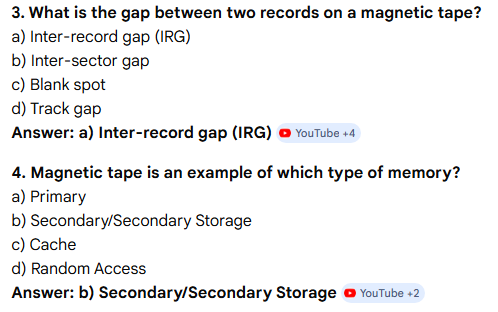 3. What is the gap between two records on a magnetic tape?
a) Inter-record gap (IRG)
b) Inter-sector gap
c) Blank spot
d) Track gap
Answer: a) Inter-record gap (IRG) YouTube +4
4. Magnetic tape is an example of which type of memory?
a) Primary
b) Secondary/Secondary Storage
c) Cache
d) Random Access
Answer: b) Secondary/Secondary Storage YouTube +2